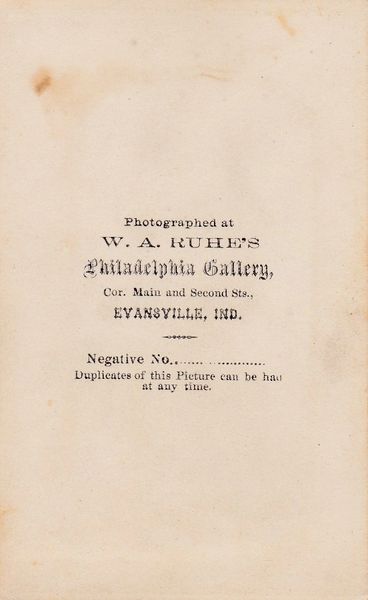 Photographed at
W. A. RUHE'S
Philadelphia Gallery,
Cor. Main and Second Sts.,
EVANSVILLE, IND.
Negative No. ....................
Duplicates of this Picture can be had
at any time.